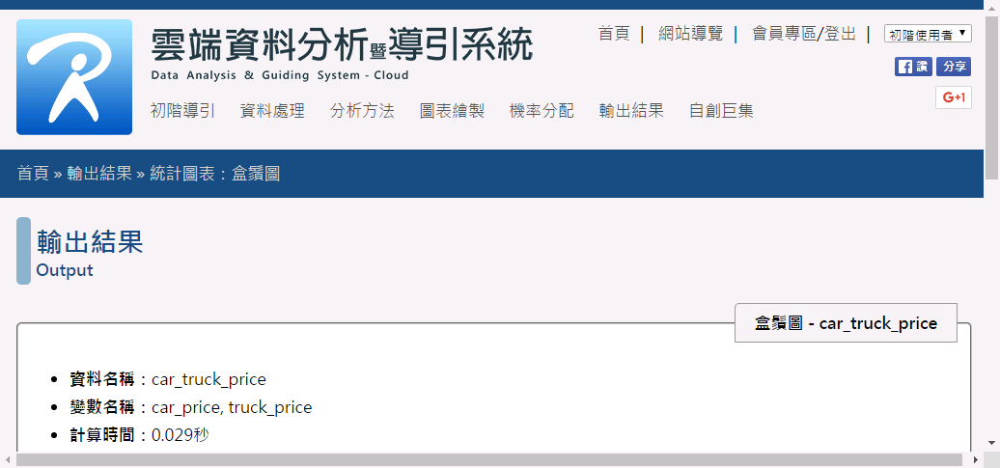 雲端資料分析暨導引系統
Data Analysis & Guiding System - Cloud
首頁 | 網站導覽 | 會員專區/登出 | 初階使用者
讚 分享
G+1
初階導引 資料處理 分析方法 圖表繪製 機率分配 輸出結果 自創巨集
首頁 » 輸出結果 » 統計圖表：盒鬚圖
輸出結果
Output
盒鬚圖 - car_truck_price
資料名稱：car_truck_price
變數名稱：car_price, truck_price
計算時間：0.029秒